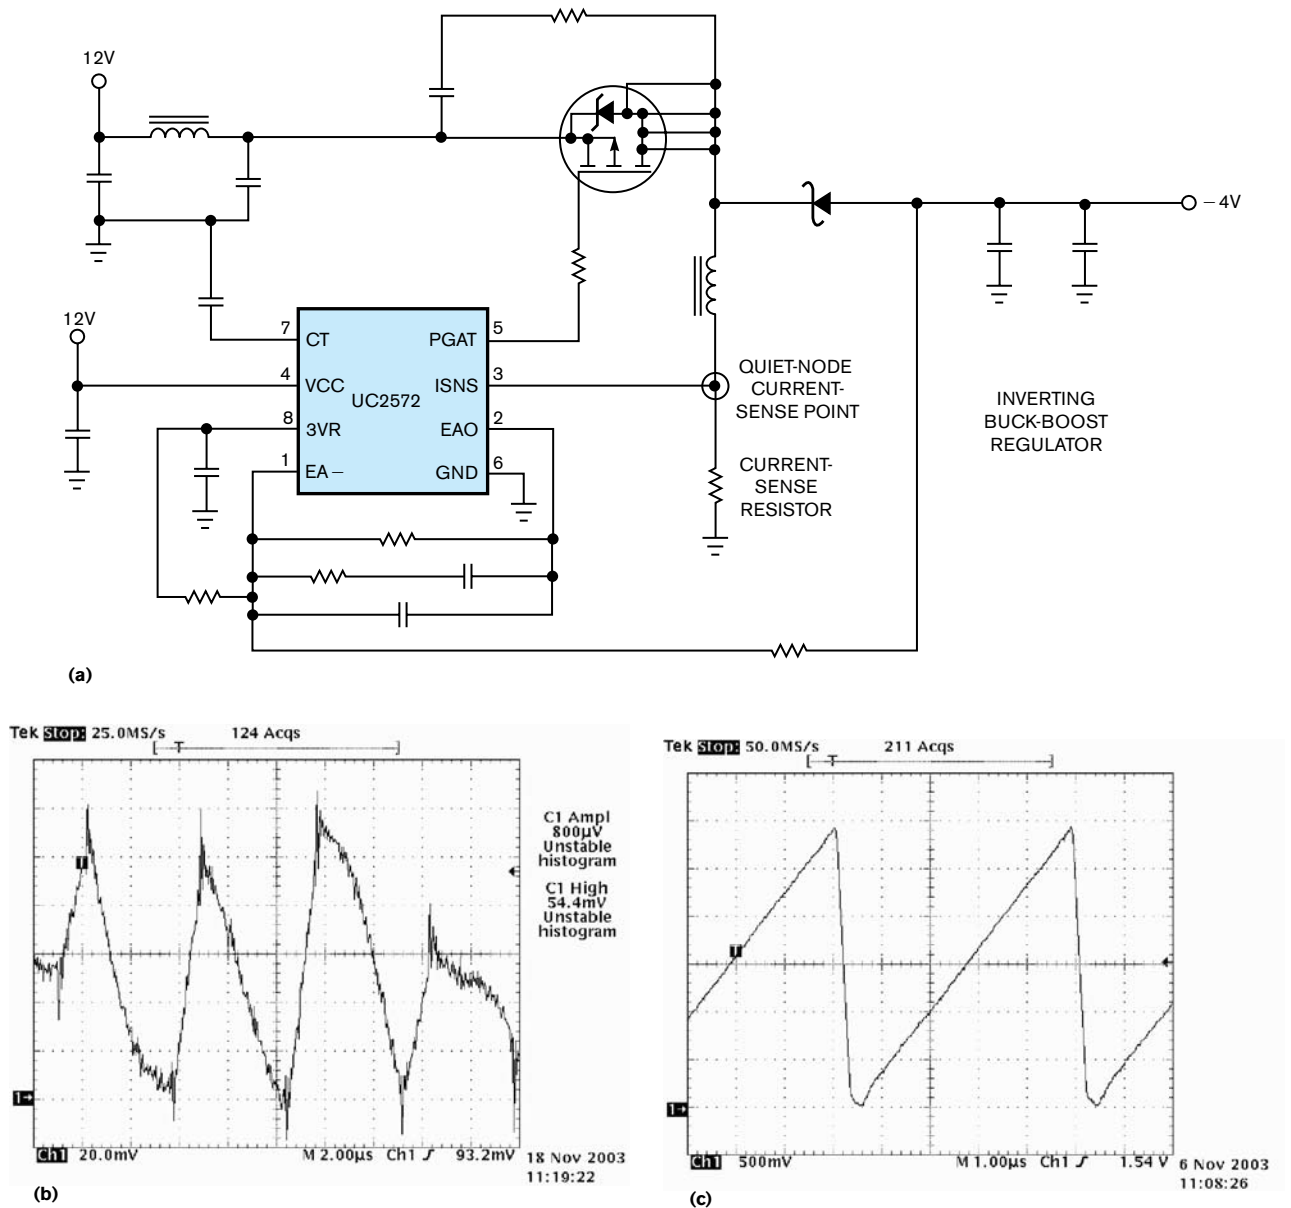 12V
12V
7 CT
4 VCC
8 3VR
1 EA–
UC2572
PGAT 5
ISNS 3
EAO 2
GND 6
–4V
QUIET-NODE
CURRENT-
SENSE POINT
CURRENT-
SENSE
RESISTOR
INVERTING
BUCK-BOOST
REGULATOR
(a)
Tek Stop: 25.0MS/s 124 Acqs
[ T ]
T
C1 Ampl
800µV
Unstable
histogram
C1 High
54.4mV
Unstable
histogram
1
Ch1 20.0mV M 2.00µs Ch1 93.2mV
18 Nov 2003
11:19:22
(b)
Tek Stop: 50.0MS/s 211 Acqs
[ T ]
T
1
Ch1 500mV M 1.00µs Ch1 1.54 V
6 Nov 2003
11:08:26
(c)